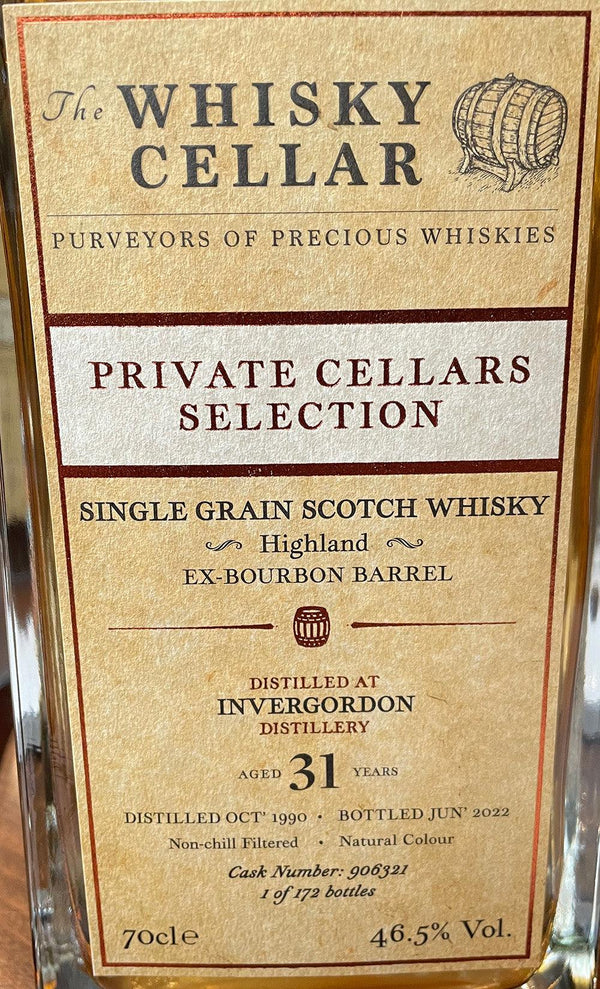 The WHISKY
CELLAR
PURVEYORS OF PRECIOUS WHISKIES
PRIVATE CELLARS
SELECTION
SINGLE GRAIN SCOTCH WHISKY
Highland
EX-BOURBON BARREL
DISTILLED AT
INVERGORDON
DISTILLERY
AGED 31 YEARS
DISTILLED OCT' 1990 • BOTTLED JUN' 2022
Non-chill Filtered • Natural Colour
Cask Number: 906321
1 of 172 bottles
70cl e 46.5% Vol.